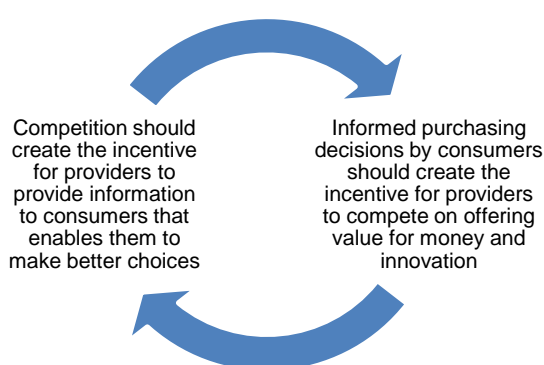 Competition should
create the incentive
for providers to
provide information
to consumers that
enables them to
make better choices
Informed purchasing
decisions by consumers
should create the
incentive for providers
to compete on offering
value for money and
innovation